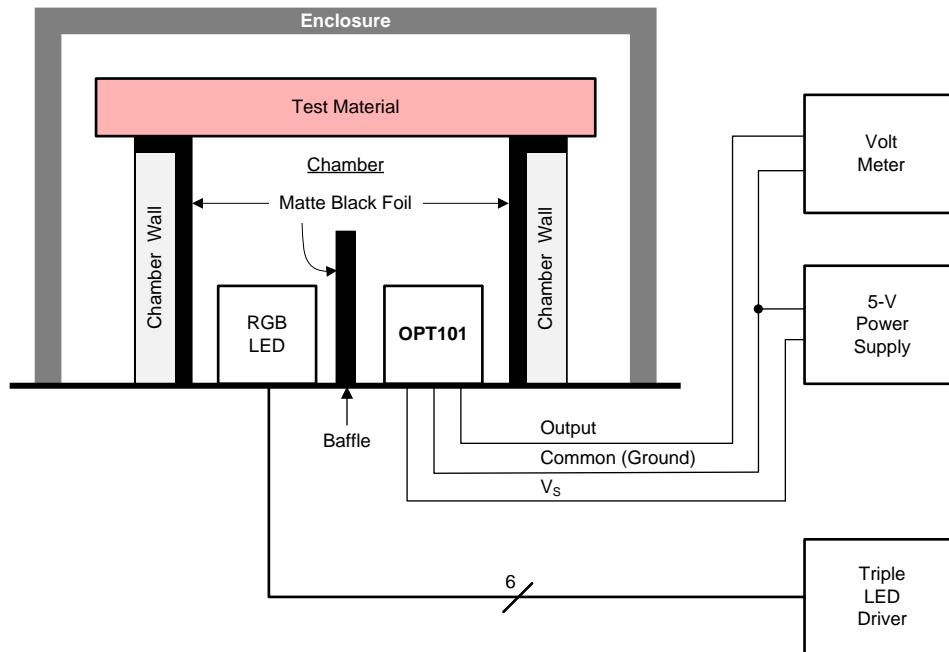 Enclosure
Test Material
Chamber
Matte Black Foil
Chamber Wall
Chamber Wall
RGB
LED
OPT101
Baffle
Volt
Meter
5-V
Power
Supply
Output
Common (Ground)
VS
6
Triple
LED
Driver